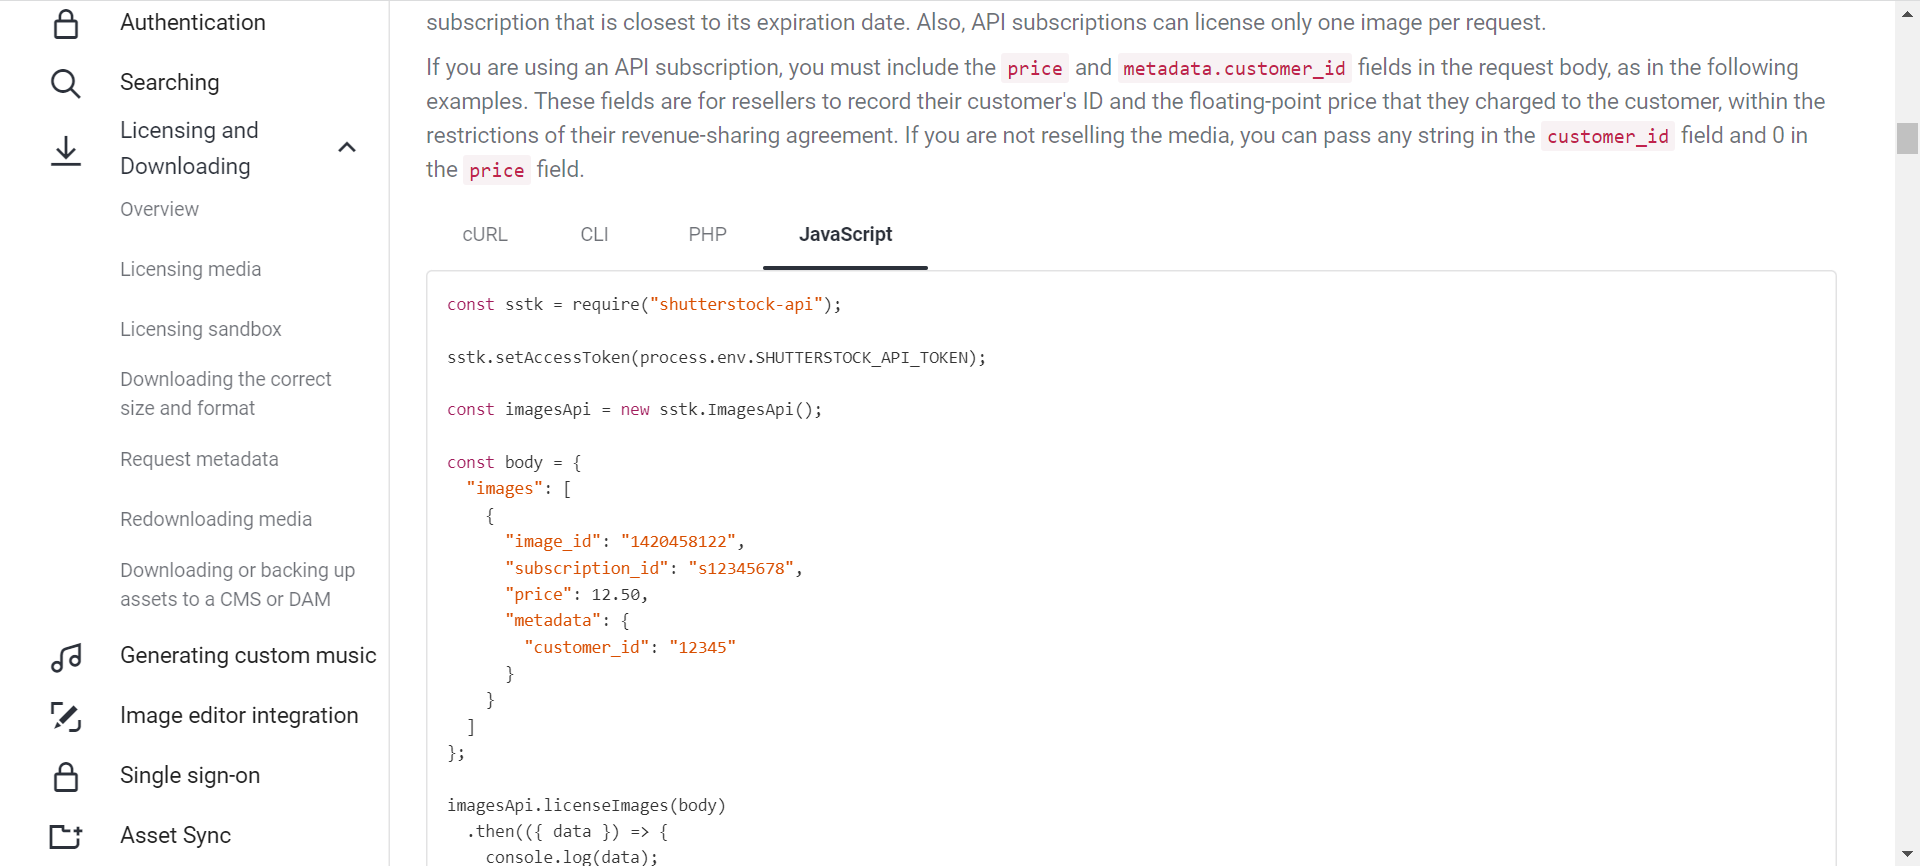 Authentication
Searching
Licensing and
Downloading
Overview
Licensing media
Licensing sandbox
Downloading the correct
size and format
Request metadata
Redownloading media
Downloading or backing up
assets to a CMS or DAM
Generating custom music
Image editor integration
Single sign-on
Asset Sync
subscription that is closest to its expiration date. Also, API subscriptions can license only one image per request.
If you are using an API subscription, you must include the price and metadata.customer_id fields in the request body, as in the following
examples. These fields are for resellers to record their customer's ID and the floating-point price that they charged to the customer, within the
restrictions of their revenue-sharing agreement. If you are not reselling the media, you can pass any string in the customer_id field and 0 in
the price field.
cURL CLI PHP JavaScript
const sstk = require("shutterstock-api");
sstk.setAccessToken(process.env.SHUTTERSTOCK_API_TOKEN);
const imagesApi = new sstk.ImagesApi();
const body = {
  "images": [
    {
      "image_id": "1420458122",
      "subscription_id": "s12345678",
      "price": 12.50,
      "metadata": {
        "customer_id": "12345"
      }
    }
  ]
};
imagesApi.licenseImages(body)
  .then(({ data }) => {
    console.log(data);